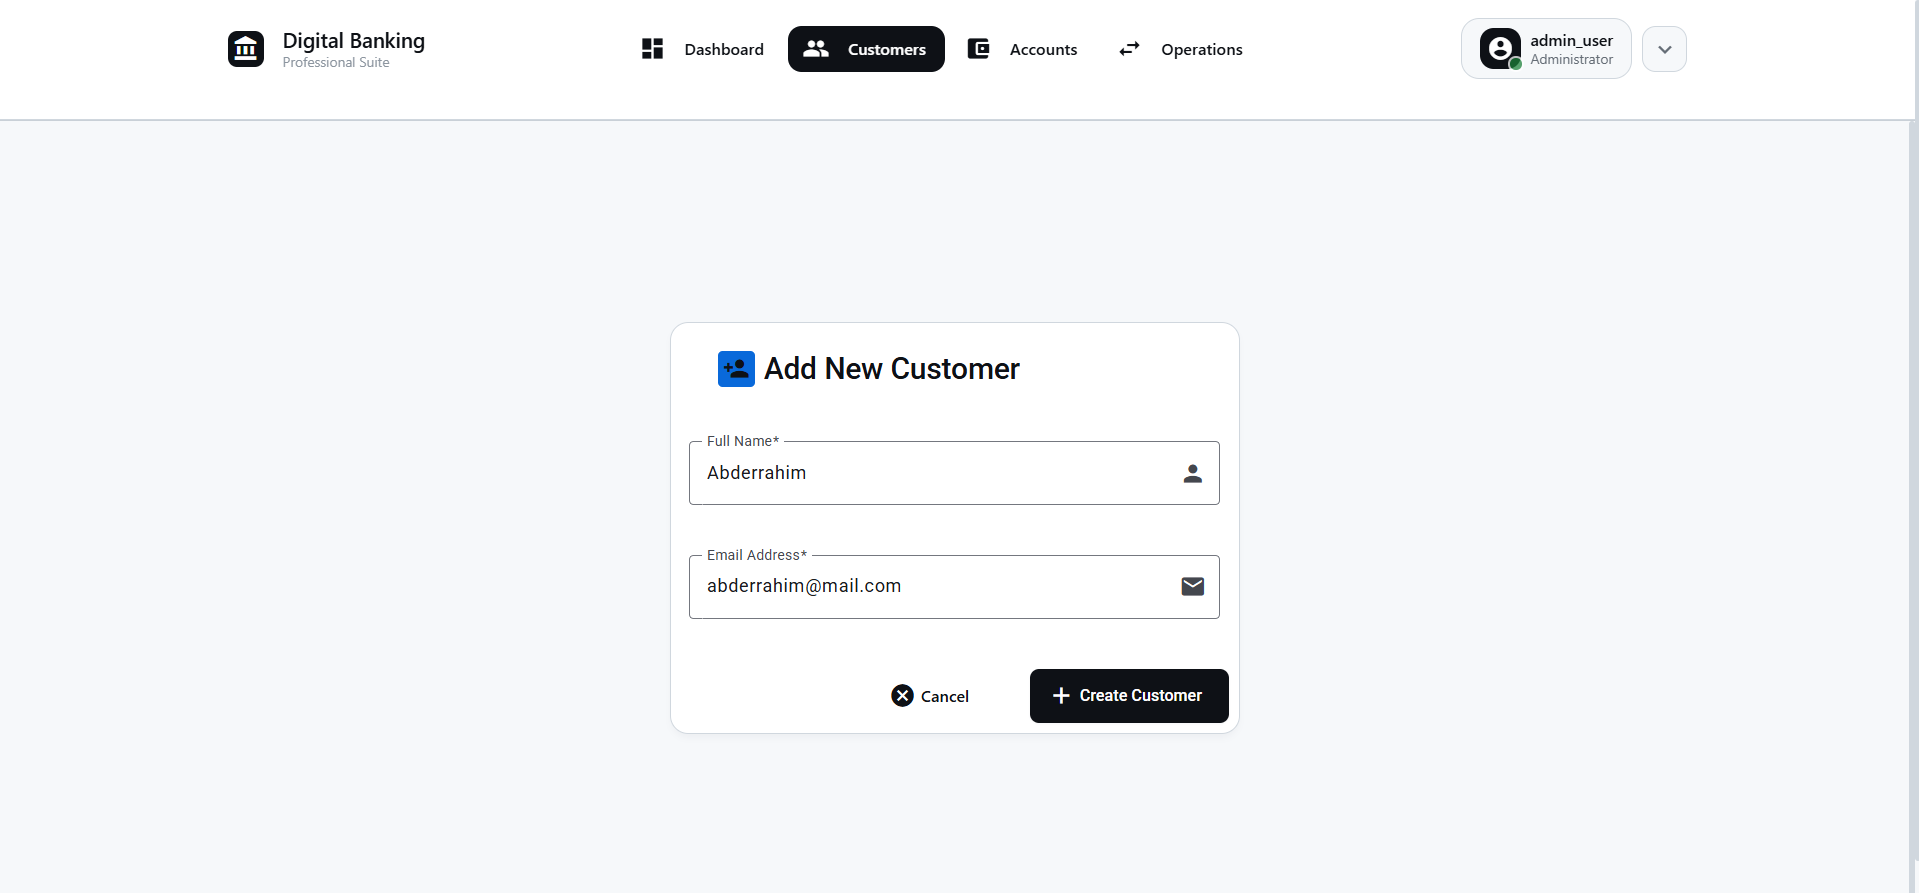 Digital Banking
Professional Suite
Dashboard
Customers
Accounts
Operations
admin_user
Administrator
Add New Customer
Full Name*
Abderrahim
Email Address*
abderrahim@mail.com
Cancel
Create Customer